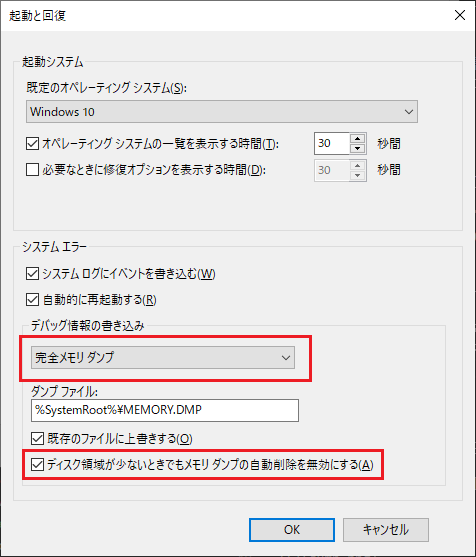 起動と回復
起動システム
既定のオペレーティング システム(S):
Windows 10
オペレーティング システムの一覧を表示する時間(T):
30
秒間
必要なときに修復オプションを表示する時間(D):
30
秒間
システム エラー
システム ログにイベントを書き込む(W)
自動的に再起動する(R)
デバッグ情報の書き込み
完全メモリ ダンプ
ダンプ ファイル:
%SystemRoot%¥MEMORY.DMP
既存のファイルに上書きする(O)
ディスク領域が少ないときでもメモリ ダンプの自動削除を無効にする(A)
OK
キャンセル